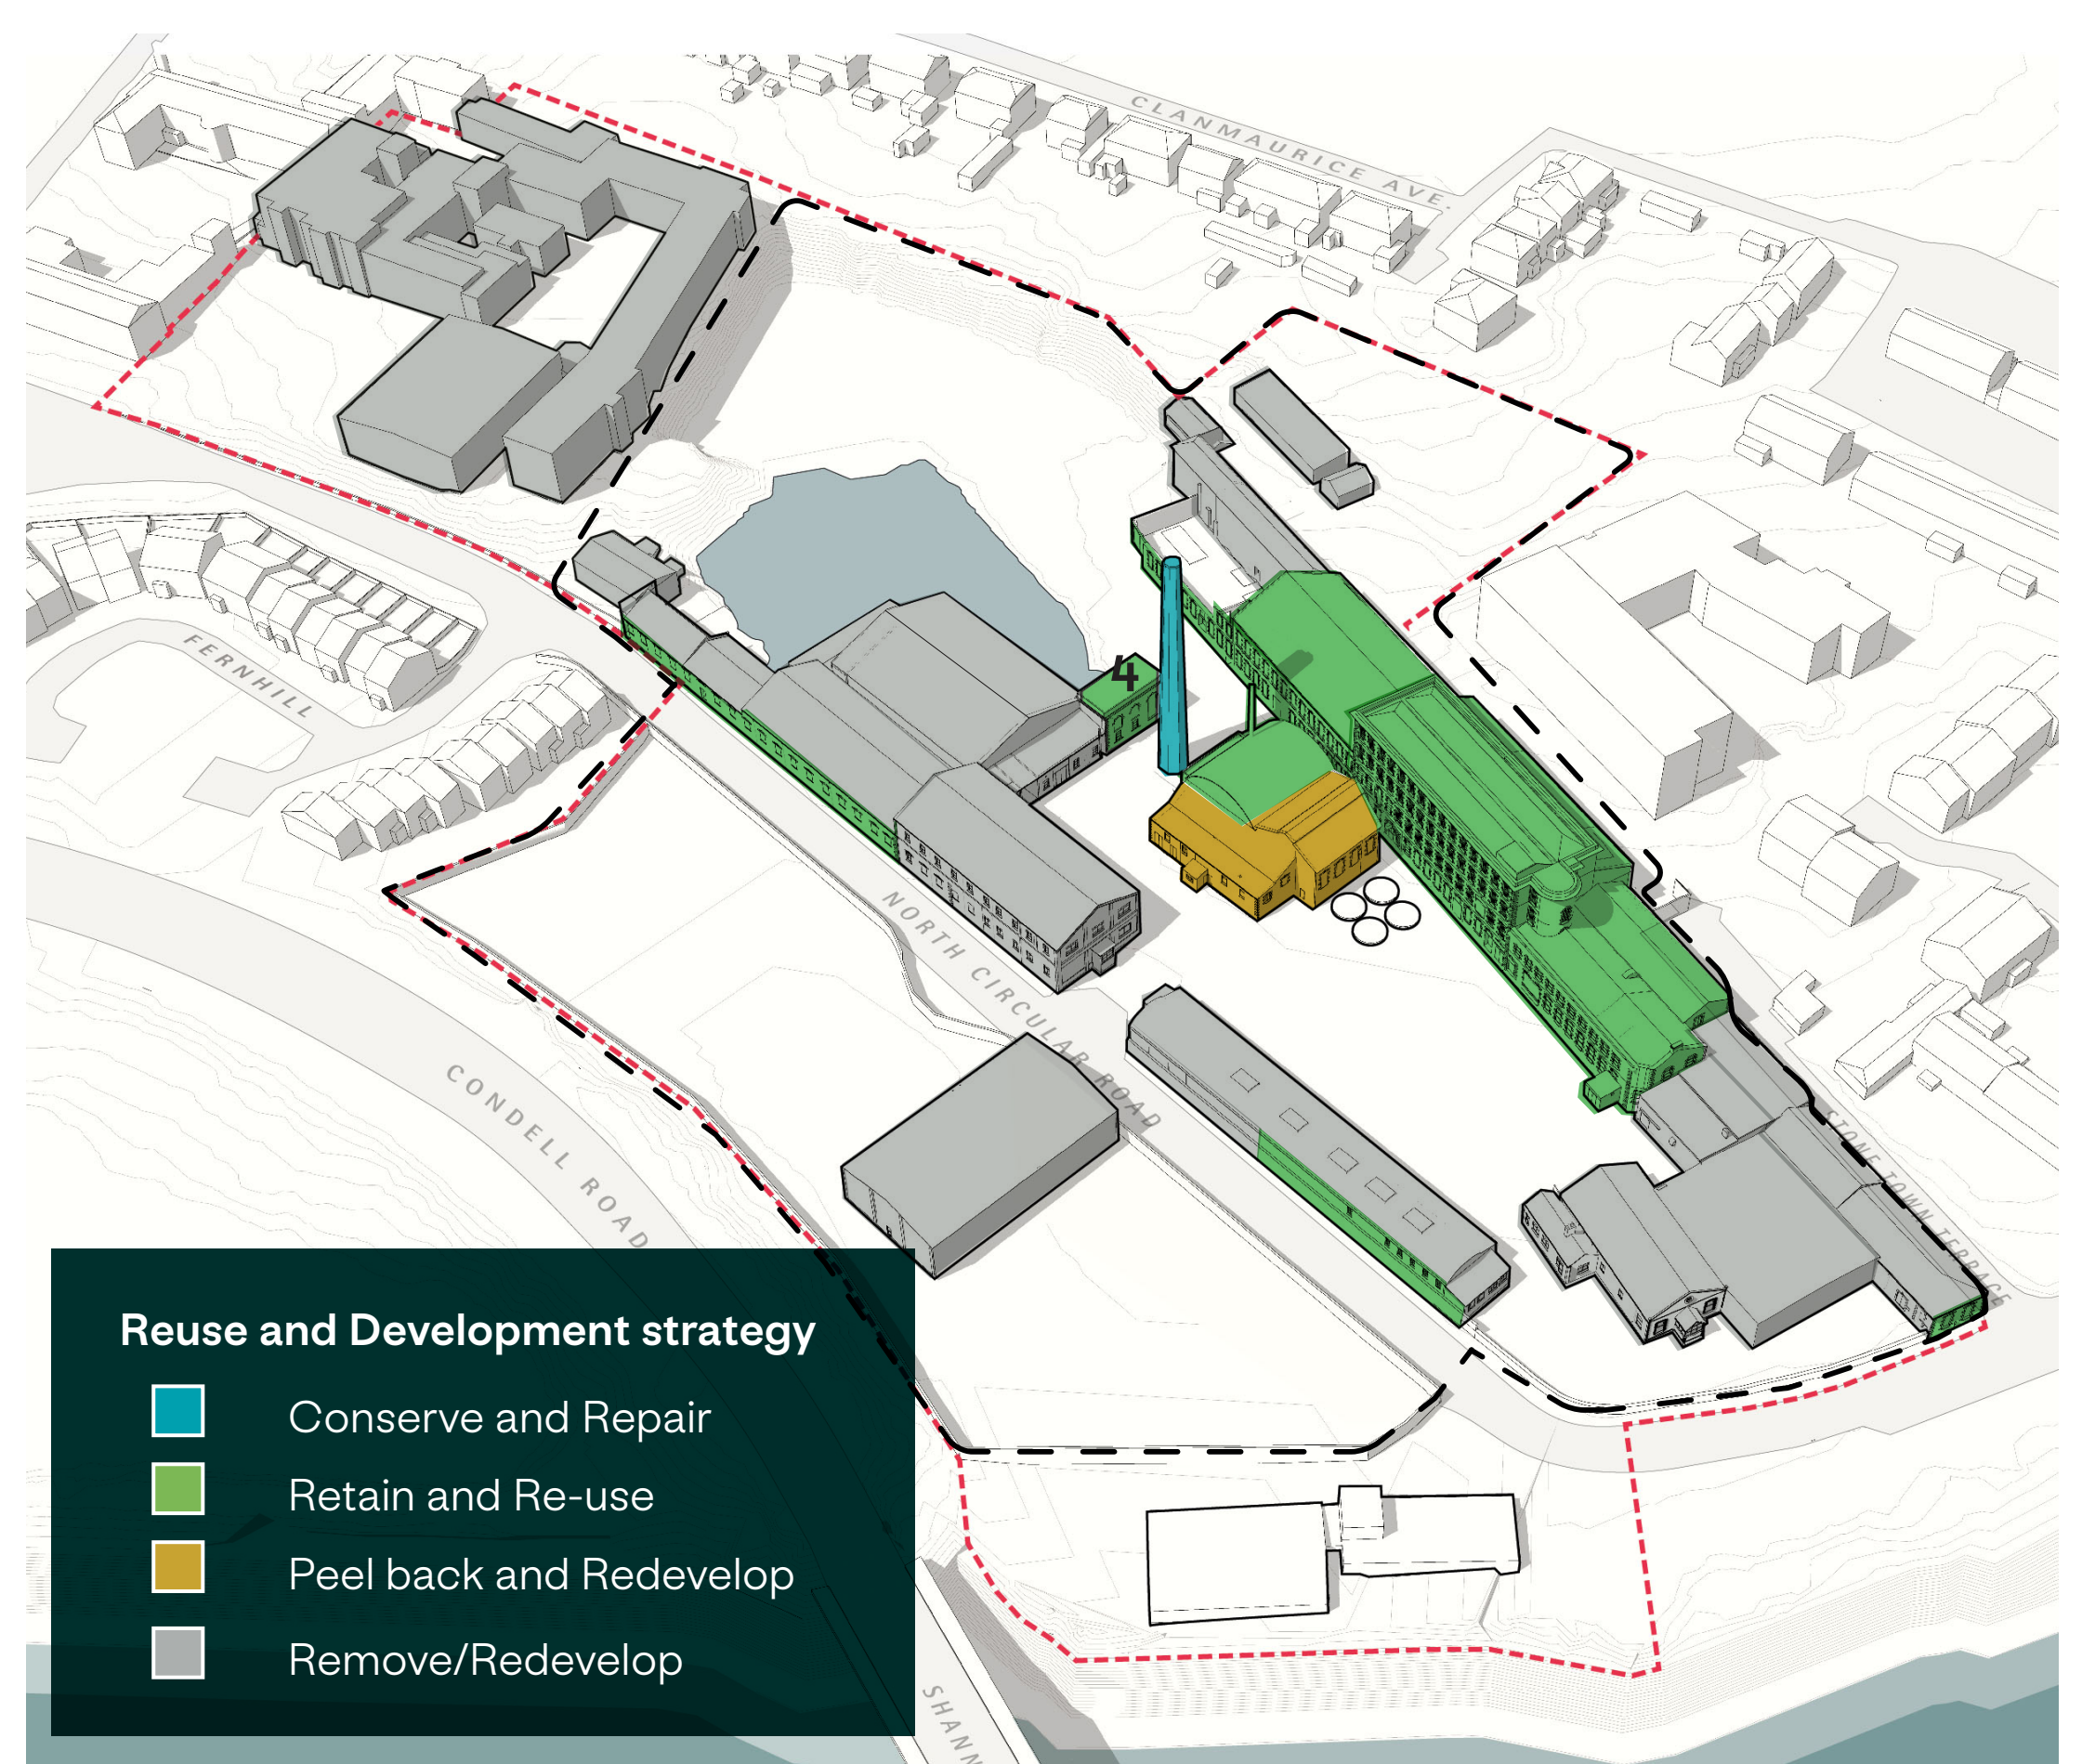 CLANMAURICE AVE.
FERNHILL
4
NORTH CIRCULAR ROAD
CONDELL ROAD
STONE TOWN TERRACE
Reuse and Development strategy
Conserve and Repair
Retain and Re-use
Peel back and Redevelop
Remove/Redevelop
SHANN